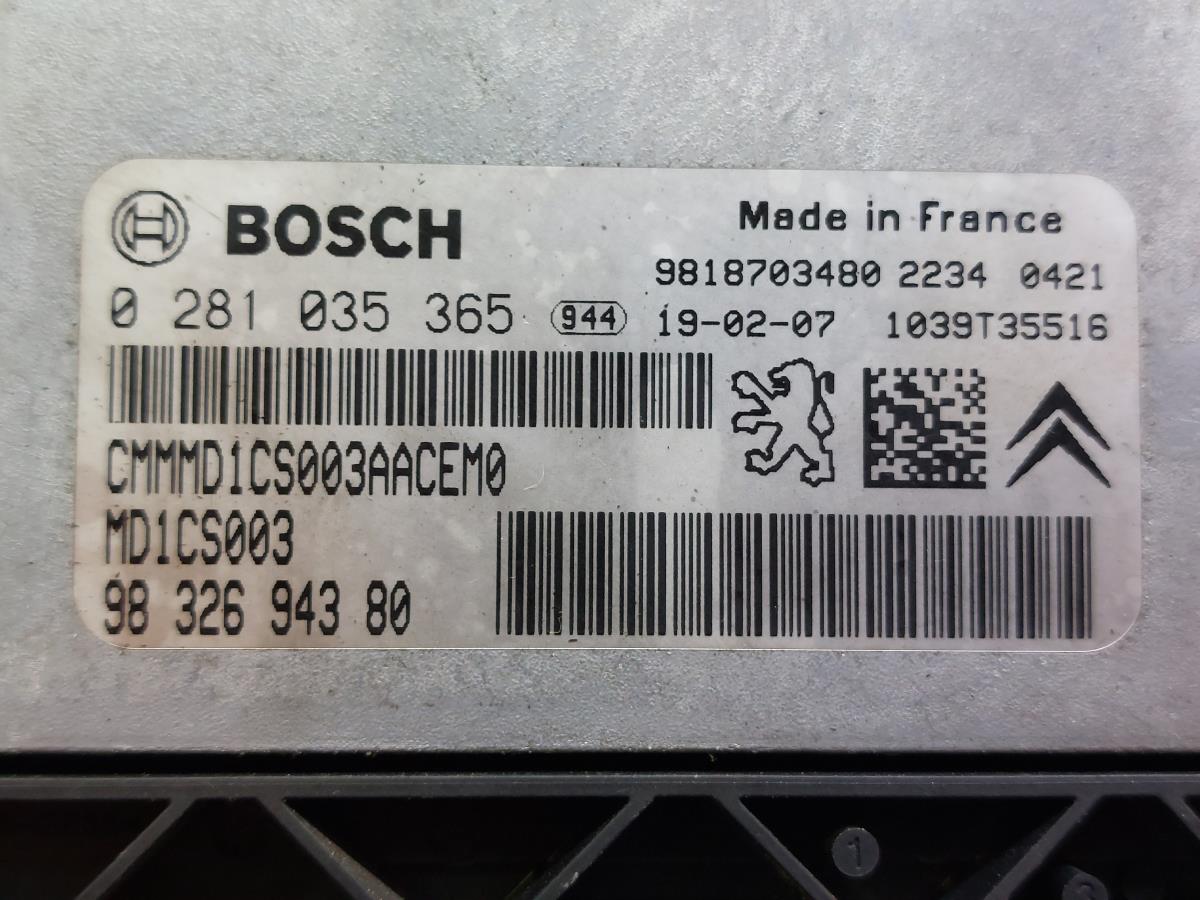 BOSCH
Made in France
9818703480 2234 0421
0 281 035 365 944 19-02-07 1039T35516
CMMMD1CS003AACEM0
MD1CS003
98 326 943 80
1